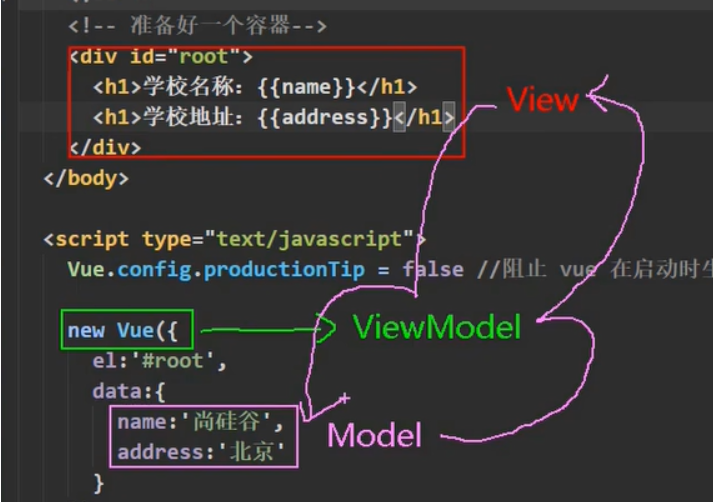 <!-- 准备好一个容器-->
<div id="root">
<h1>学校名称：{{name}}</h1>
<h1>学校地址：{{address}}</h1>
</div>
View
</body>
<script type="text/javascript">
Vue.config.productionTip = false //阻止 vue 在启动时生
new Vue({
ViewModel
el:'#root',
data:{
name:'尚硅谷',
address:'北京'
Model
}